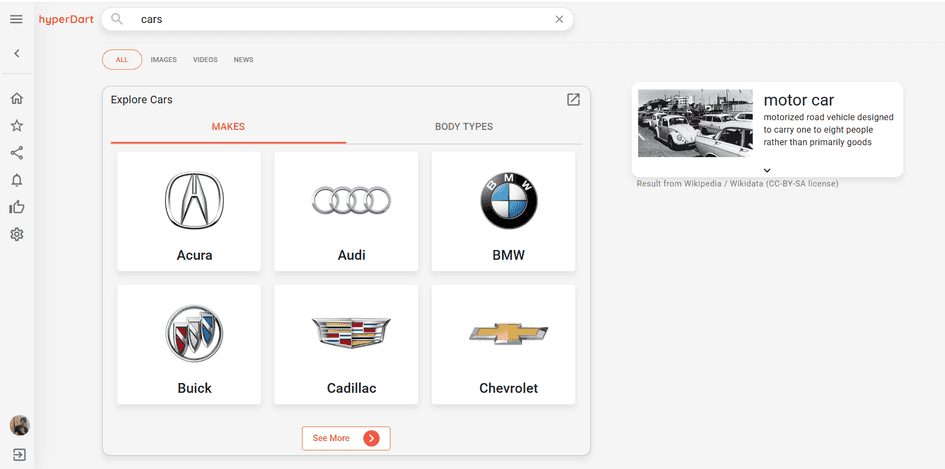 hyperDart
cars
ALL IMAGES VIDEOS NEWS
Explore Cars
MAKES BODY TYPES
Acura Audi BMW
BMW
Buick Cadillac Chevrolet
See More
motor car
motorized road vehicle designed
to carry one to eight people
rather than primarily goods
Result from Wikipedia / Wikidata (CC-BY-SA license)